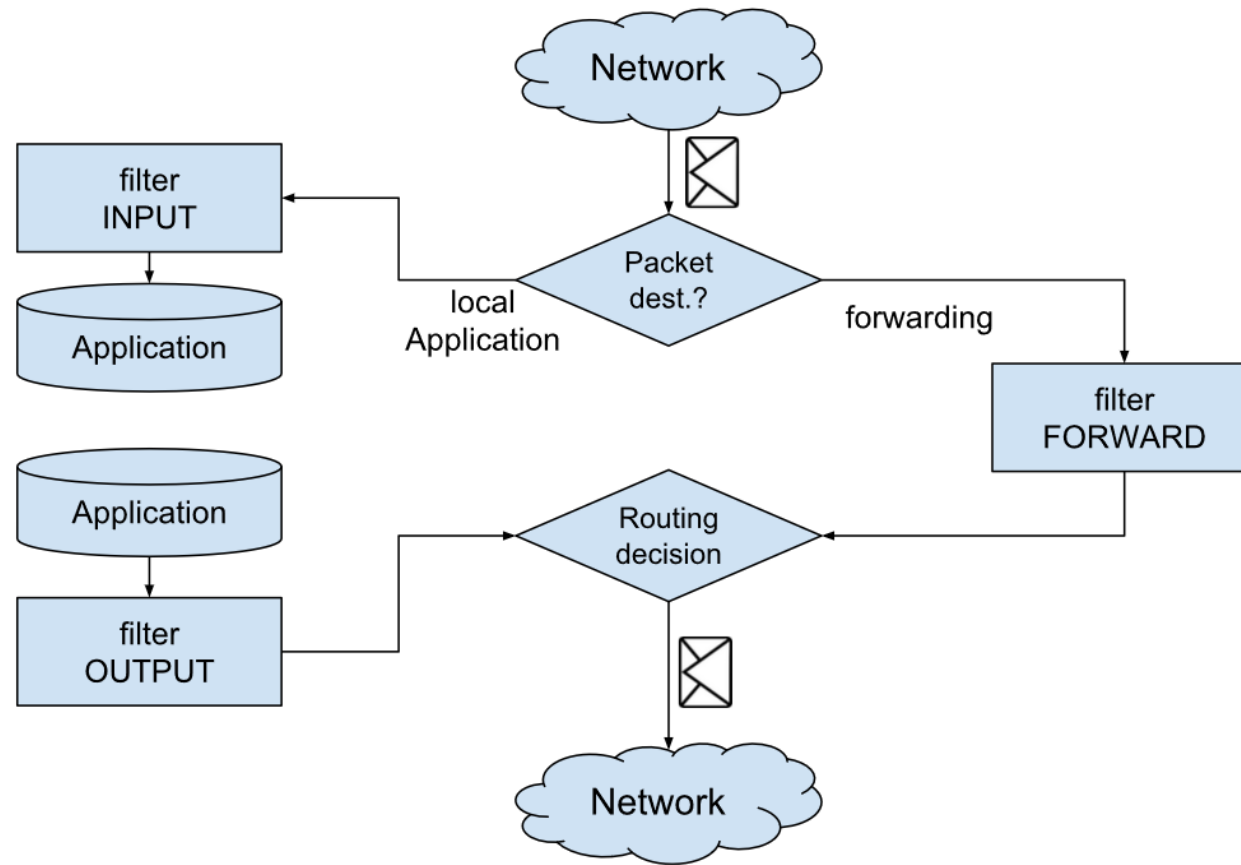 Network
filter
INPUT
Packet
dest.?
local
Application
forwarding
Application
filter
FORWARD
Application
Routing
decision
filter
OUTPUT
Network